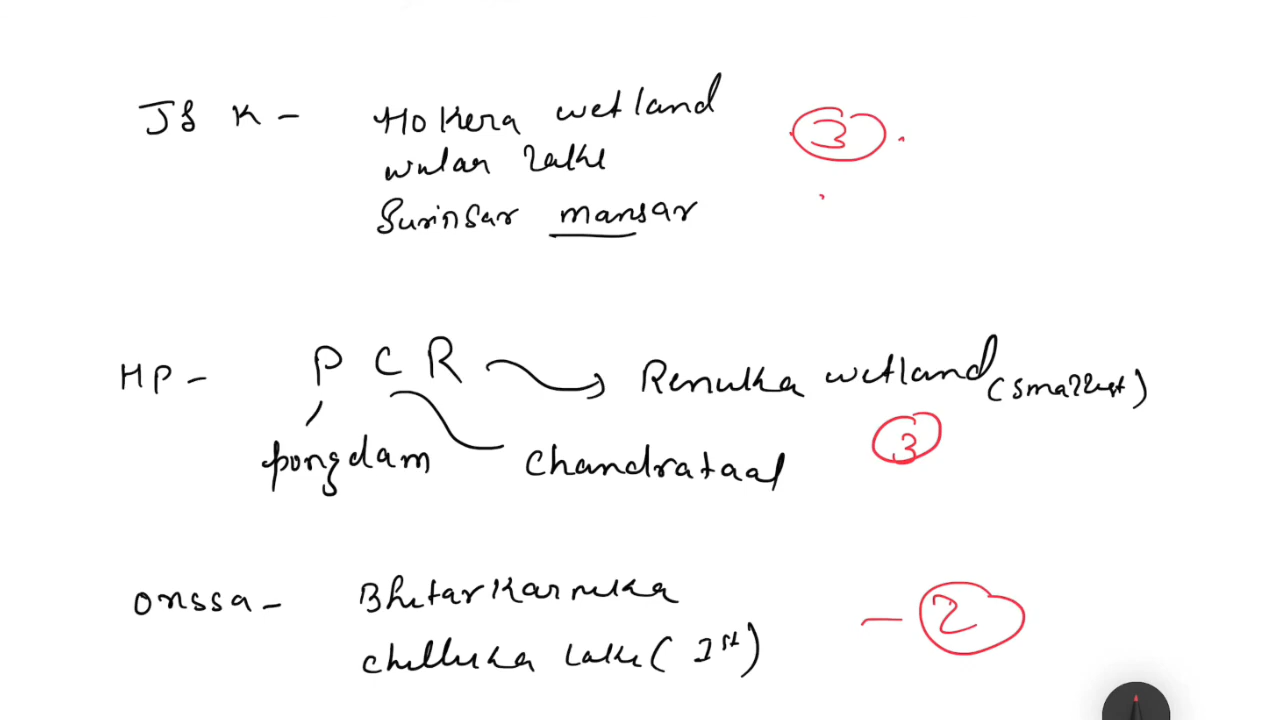 J & K - Hokera wetland ③
wular lake
Surinsar mansar
HP - P C R → Renuka wetland (smallest)
③
pongdam Chandrataal
orissa - Bhitarkanika - ②
chilika lake (1st)